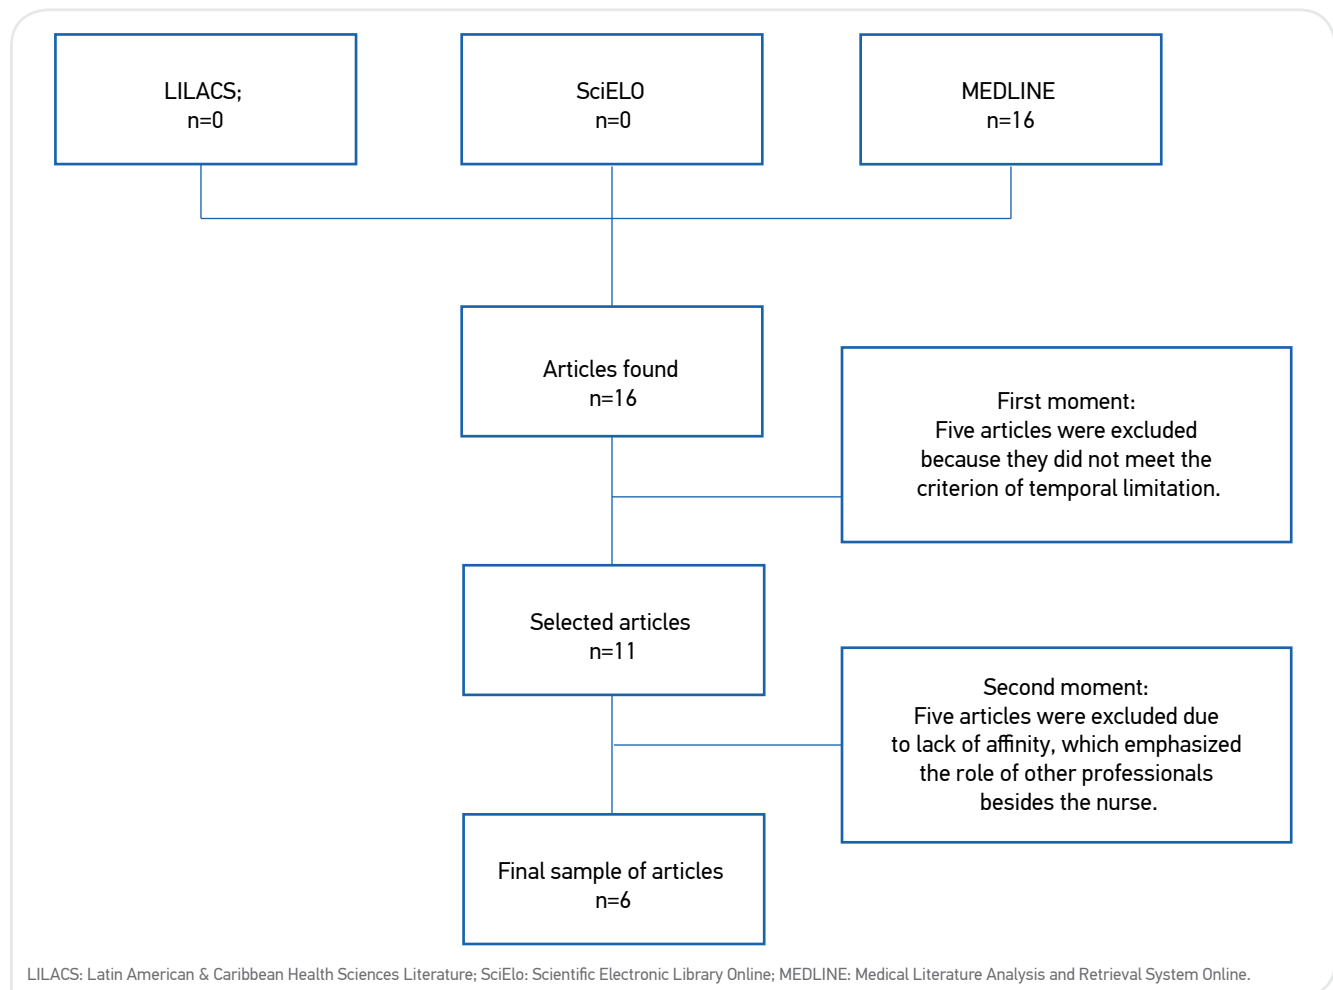 LILACS;
n=0
SciELO
n=0
MEDLINE
n=16
Articles found
n=16
First moment:
Five articles were excluded
because they did not meet the
criterion of temporal limitation.
Selected articles
n=11
Second moment:
Five articles were excluded due
to lack of affinity, which emphasized
the role of other professionals
besides the nurse.
Final sample of articles
n=6
LILACS: Latin American & Caribbean Health Sciences Literature; SciElo: Scientific Electronic Library Online; MEDLINE: Medical Literature Analysis and Retrieval System Online.